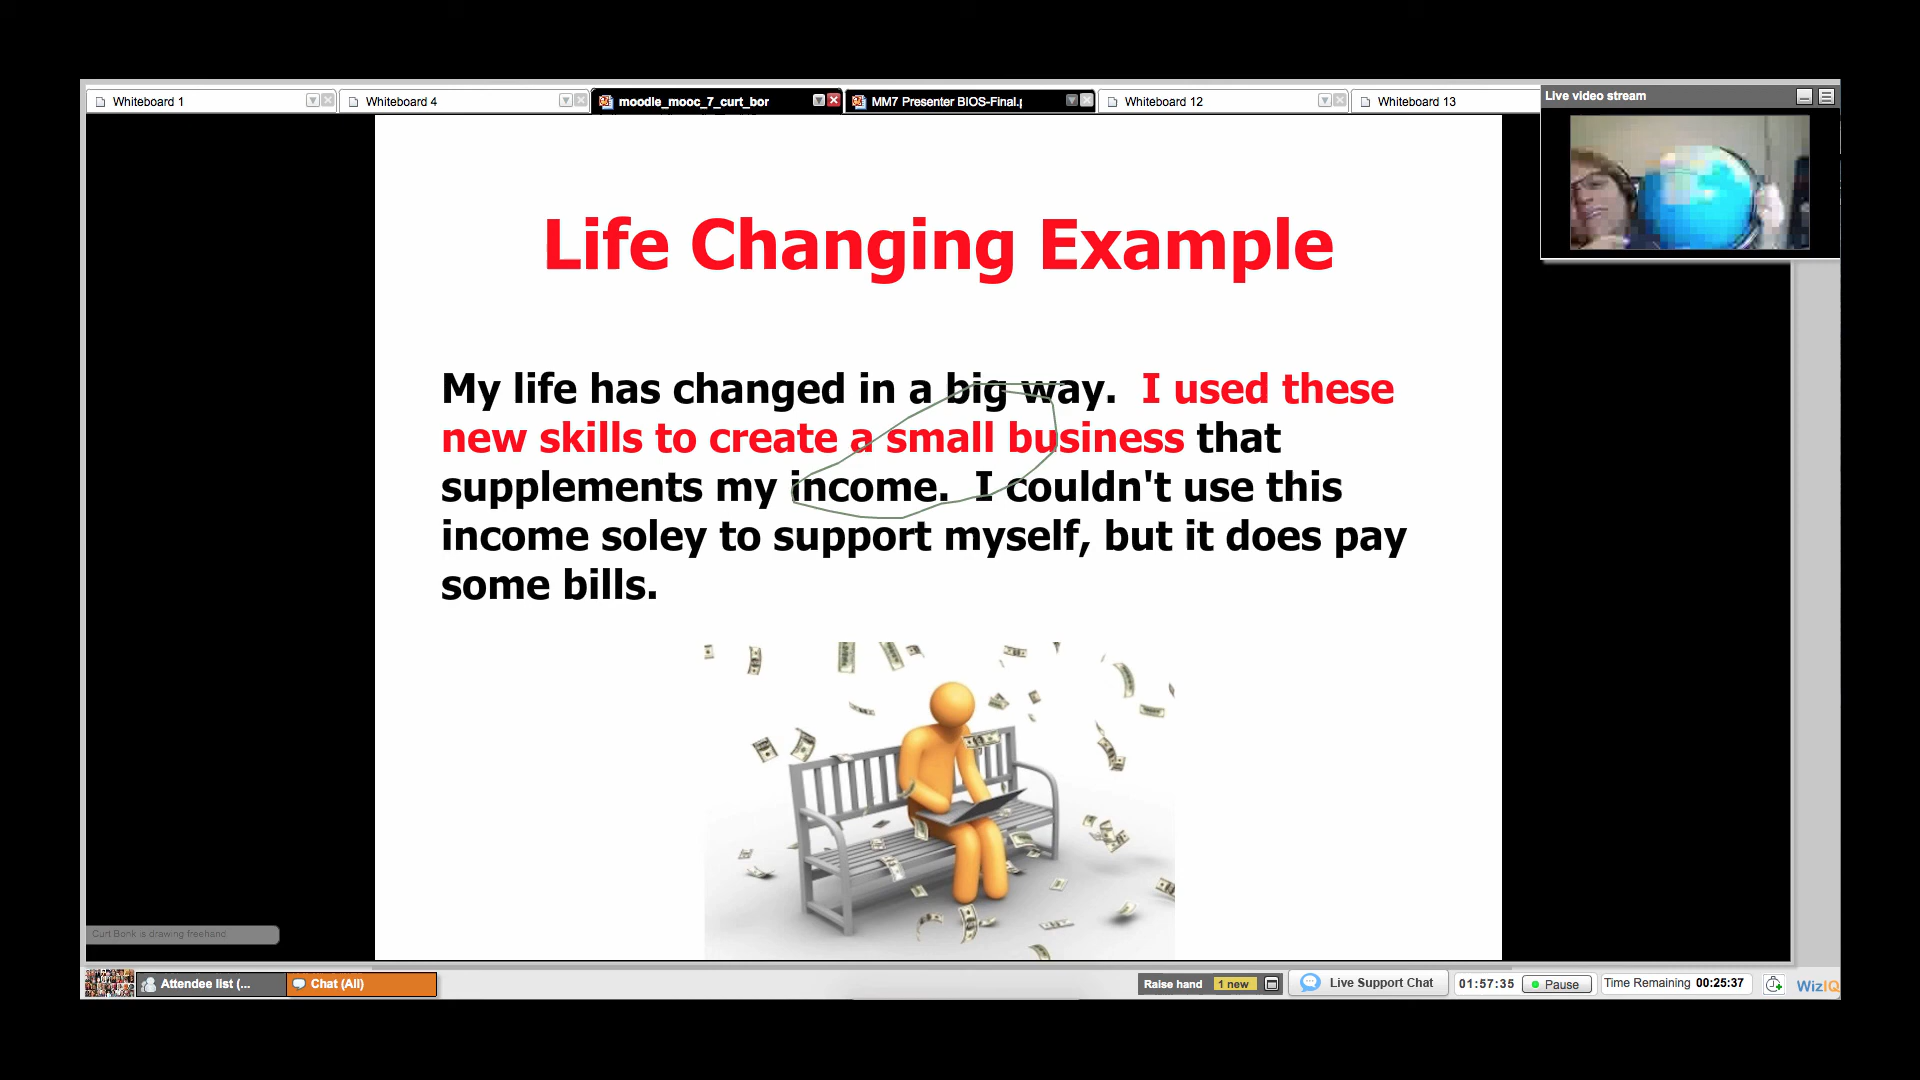 Whiteboard 1
Whiteboard 4
moodle_mooc_7_curt_bor
MM7 Presenter BIOS-Final.p
Whiteboard 12
Whiteboard 13
Live video stream
Life Changing Example
My life has changed in a big way. I used these
new skills to create a small business that
supplements my income. I couldn't use this
income soley to support myself, but it does pay
some bills.
Curt Bonk is drawing freehand
Attendee list (...
Chat (All)
Raise hand
1 new
Live Support Chat
01:57:35
Pause
Time Remaining 00:25:37
WizIQ